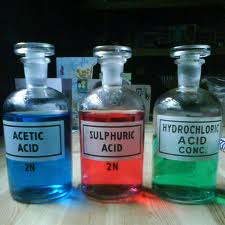 ACETIC
ACID
2N
SULPHURIC
ACID
2N
HYDROCHLORIC
ACID
CONC.